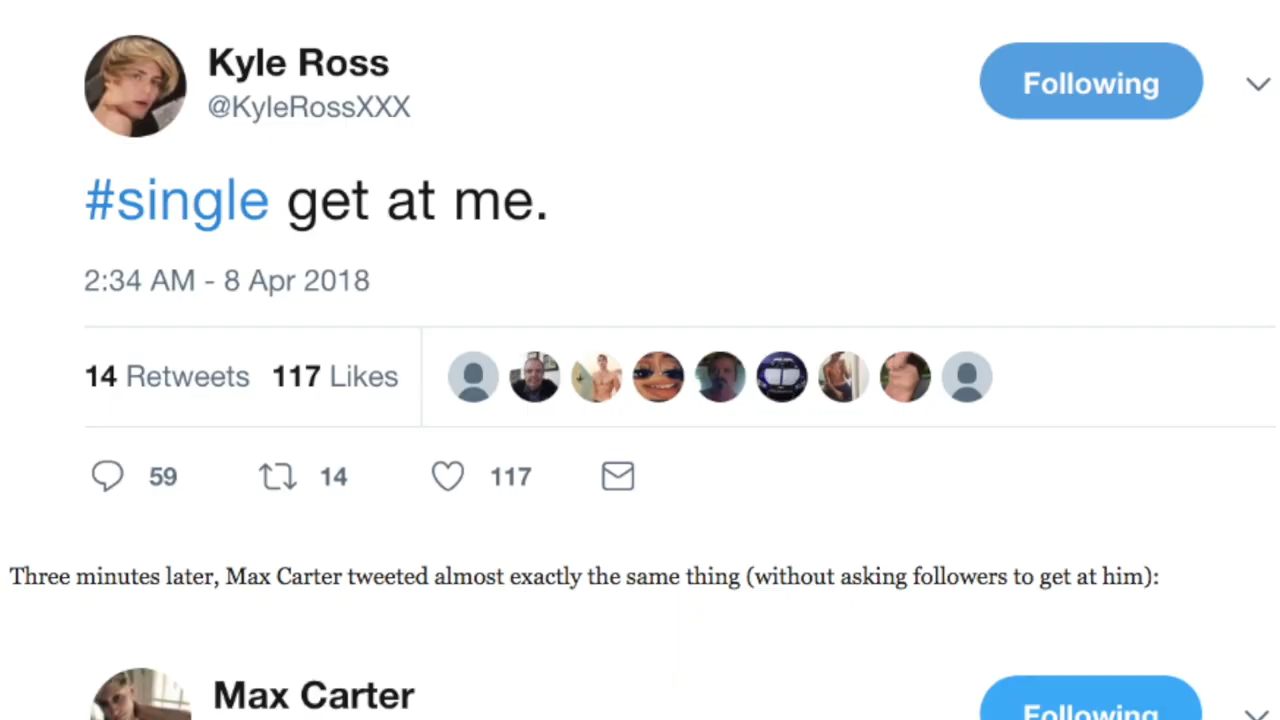 Kyle Ross
@KyleRossXXX
Following
#single get at me.
2:34 AM - 8 Apr 2018
14 Retweets 117 Likes
59 14 117
Three minutes later, Max Carter tweeted almost exactly the same thing (without asking followers to get at him):
Max Carter
Following